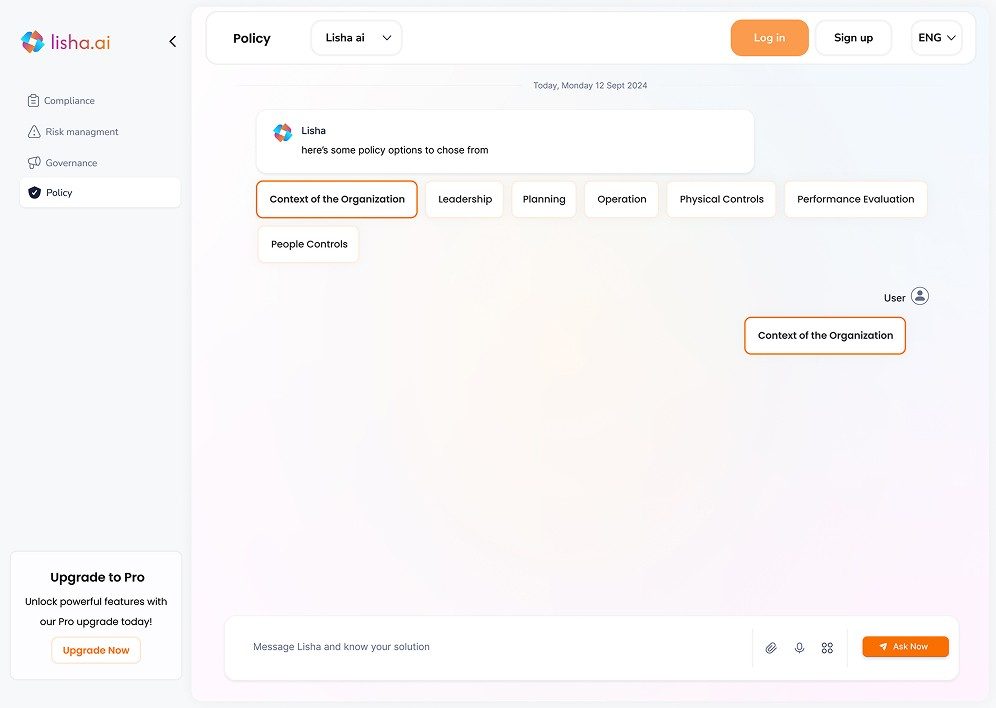 lisha.ai
Compliance
Risk managment
Governance
Policy
Upgrade to Pro
Unlock powerful features with
our Pro upgrade today!
Upgrade Now
Policy
Lisha ai
Log in
Sign up
ENG
Today, Monday 12 Sept 2024
Lisha
here's some policy options to chose from
Context of the Organization
Leadership
Planning
Operation
Physical Controls
Performance Evaluation
People Controls
User
Context of the Organization
Message Lisha and know your solution
Ask Now